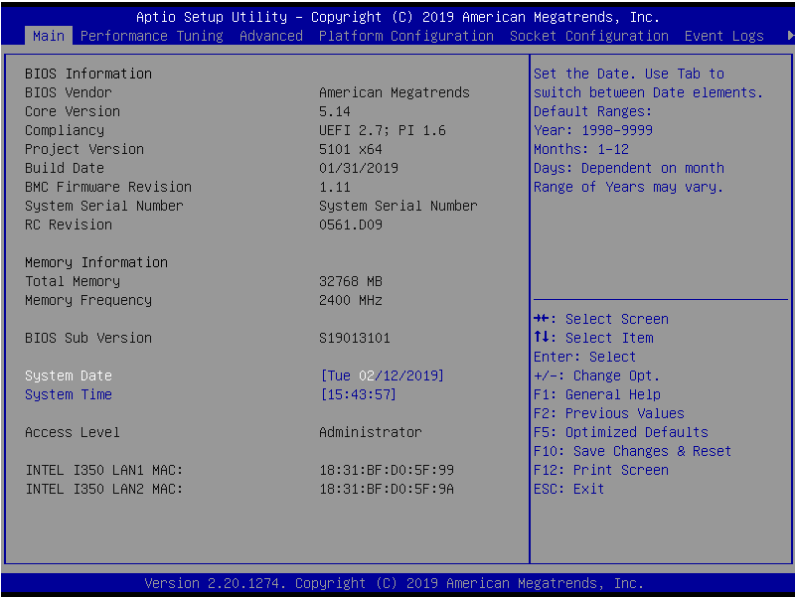 Aptio Setup Utility – Copyright (C) 2019 American Megatrends, Inc.
Main Performance Tuning Advanced Platform Configuration Socket Configuration Event Logs
BIOS Information
BIOS Vendor American Megatrends
Core Version 5.14
Compliancy UEFI 2.7; PI 1.6
Project Version 5101 x64
Build Date 01/31/2019
BMC Firmware Revision 1.11
System Serial Number System Serial Number
RC Revision 0561.D09
Memory Information
Total Memory 32768 MB
Memory Frequency 2400 MHz
BIOS Sub Version S19013101
System Date [Tue 02/12/2019]
System Time [15:43:57]
Access Level Administrator
INTEL I350 LAN1 MAC: 18:31:BF:D0:5F:99
INTEL I350 LAN2 MAC: 18:31:BF:D0:5F:9A
Set the Date. Use Tab to
switch between Date elements.
Default Ranges:
Year: 1998-9999
Months: 1-12
Days: Dependent on month
Range of Years may vary.
→←: Select Screen
↑↓: Select Item
Enter: Select
+/-: Change Opt.
F1: General Help
F2: Previous Values
F5: Optimized Defaults
F10: Save Changes & Reset
F12: Print Screen
ESC: Exit
Version 2.20.1274. Copyright (C) 2019 American Megatrends, Inc.